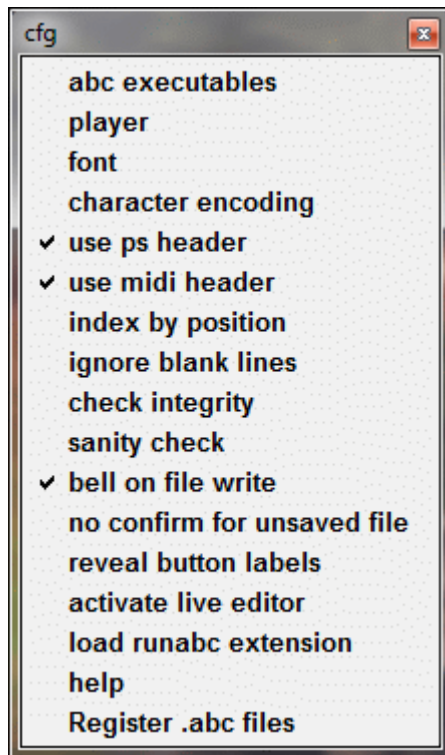 cfg
abc executables
player
font
character encoding
use ps header
use midi header
index by position
ignore blank lines
check integrity
sanity check
bell on file write
no confirm for unsaved file
reveal button labels
activate live editor
load runabc extension
help
Register .abc files